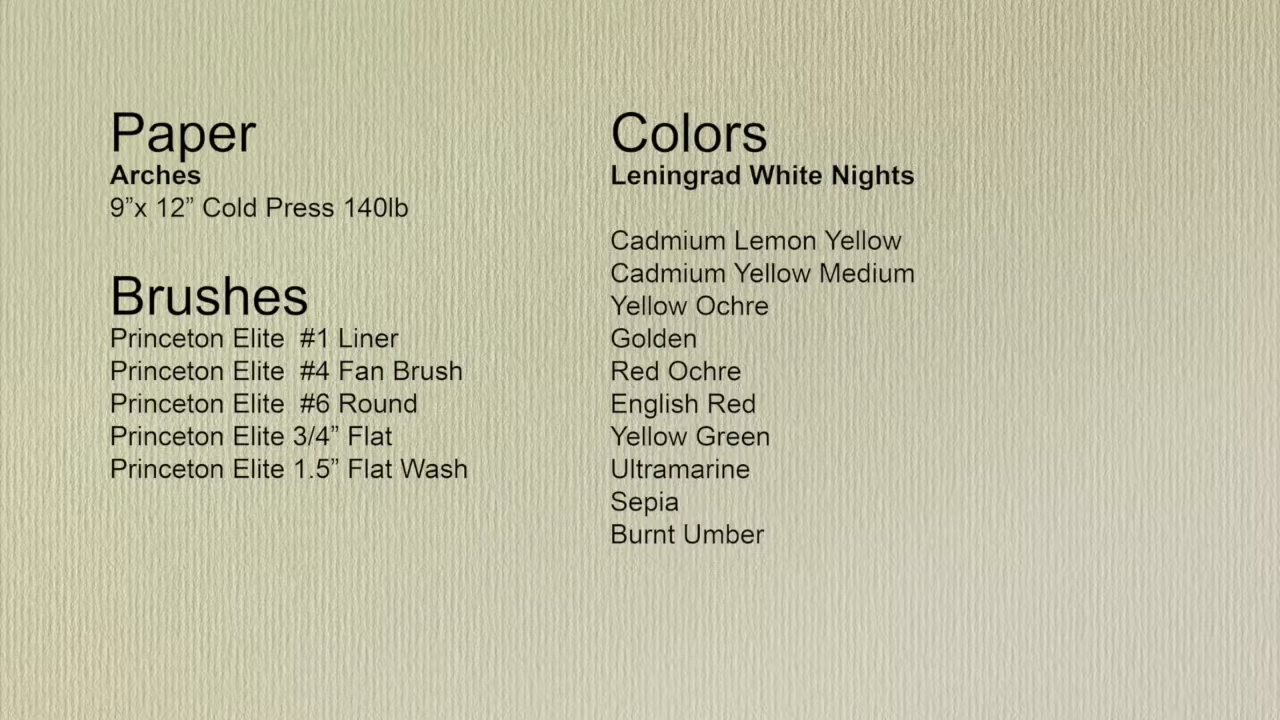 Paper
Arches
9”x 12” Cold Press 140lb
Brushes
Princeton Elite  #1 Liner
Princeton Elite  #4 Fan Brush
Princeton Elite  #6 Round
Princeton Elite 3/4” Flat
Princeton Elite 1.5” Flat Wash
Colors
Leningrad White Nights
Cadmium Lemon Yellow
Cadmium Yellow Medium
Yellow Ochre
Golden
Red Ochre
English Red
Yellow Green
Ultramarine
Sepia
Burnt Umber